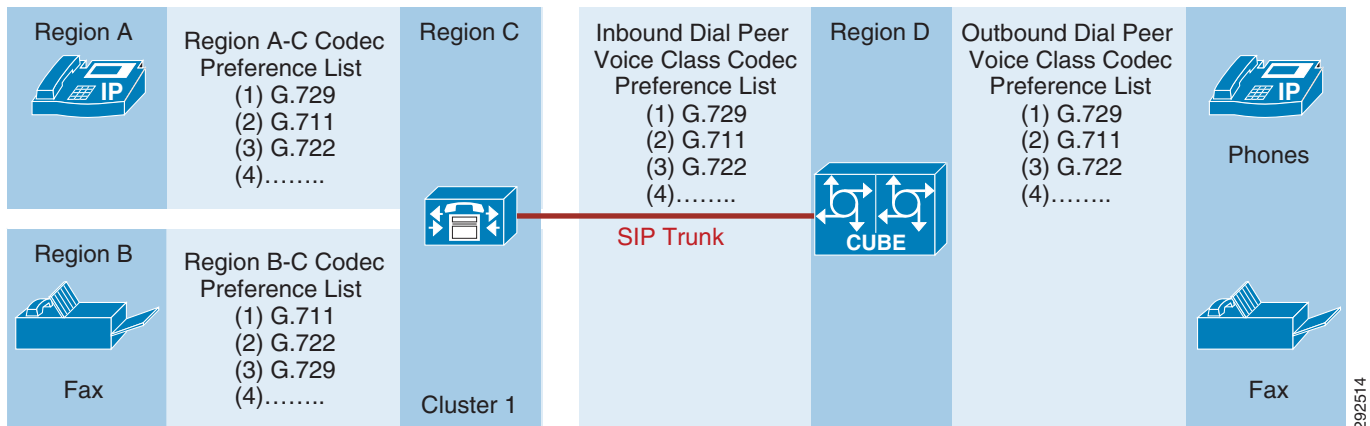 Region A
IP
Region A-C Codec
Preference List
(1) G.729
(2) G.711
(3) G.722
(4)……..
Region B
Fax
Region B-C Codec
Preference List
(1) G.711
(2) G.722
(3) G.729
(4)……..
Region C
Cluster 1
SIP Trunk
Inbound Dial Peer
Voice Class Codec
Preference List
(1) G.729
(2) G.711
(3) G.722
(4)……..
Region D
CUBE
Outbound Dial Peer
Voice Class Codec
Preference List
(1) G.729
(2) G.711
(3) G.722
(4)……..
IP
Phones
Fax
292514